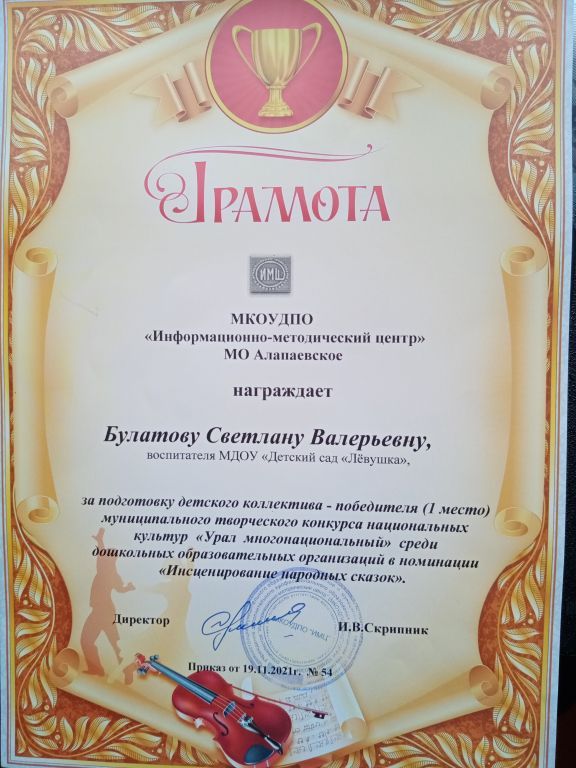 ГРАМОТА
ИМЦ
МКОУДПО
«Информационно-методический центр»
МО Алапаевское
награждает
Булатову Светлану Валерьевну,
воспитателя МДОУ «Детский сад «Лёвушка»,
за подготовку детского коллектива - победителя (1 место)
муниципального творческого конкурса национальных
культур «Урал многонациональный» среди
дошкольных образовательных организаций в номинации
«Инсценирование народных сказок».
Директор И.В.Скрипник
МКОУДПО "ИМЦ"
Приказ от 19.11.2021г. № 54